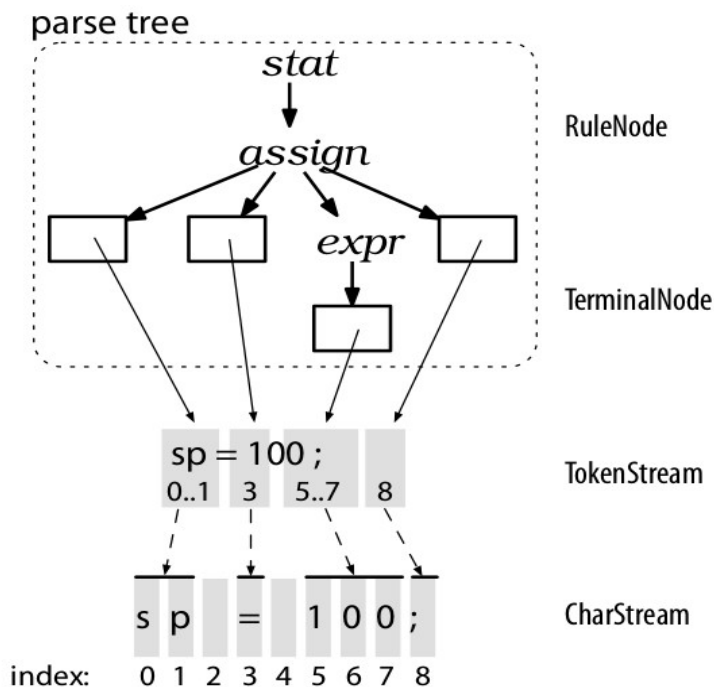 parse tree
stat
RuleNode
assign
expr
TerminalNode
sp = 100 ;
0..1 3 5..7 8
TokenStream
s p = 1 0 0 ;
CharStream
index: 0 1 2 3 4 5 6 7 8